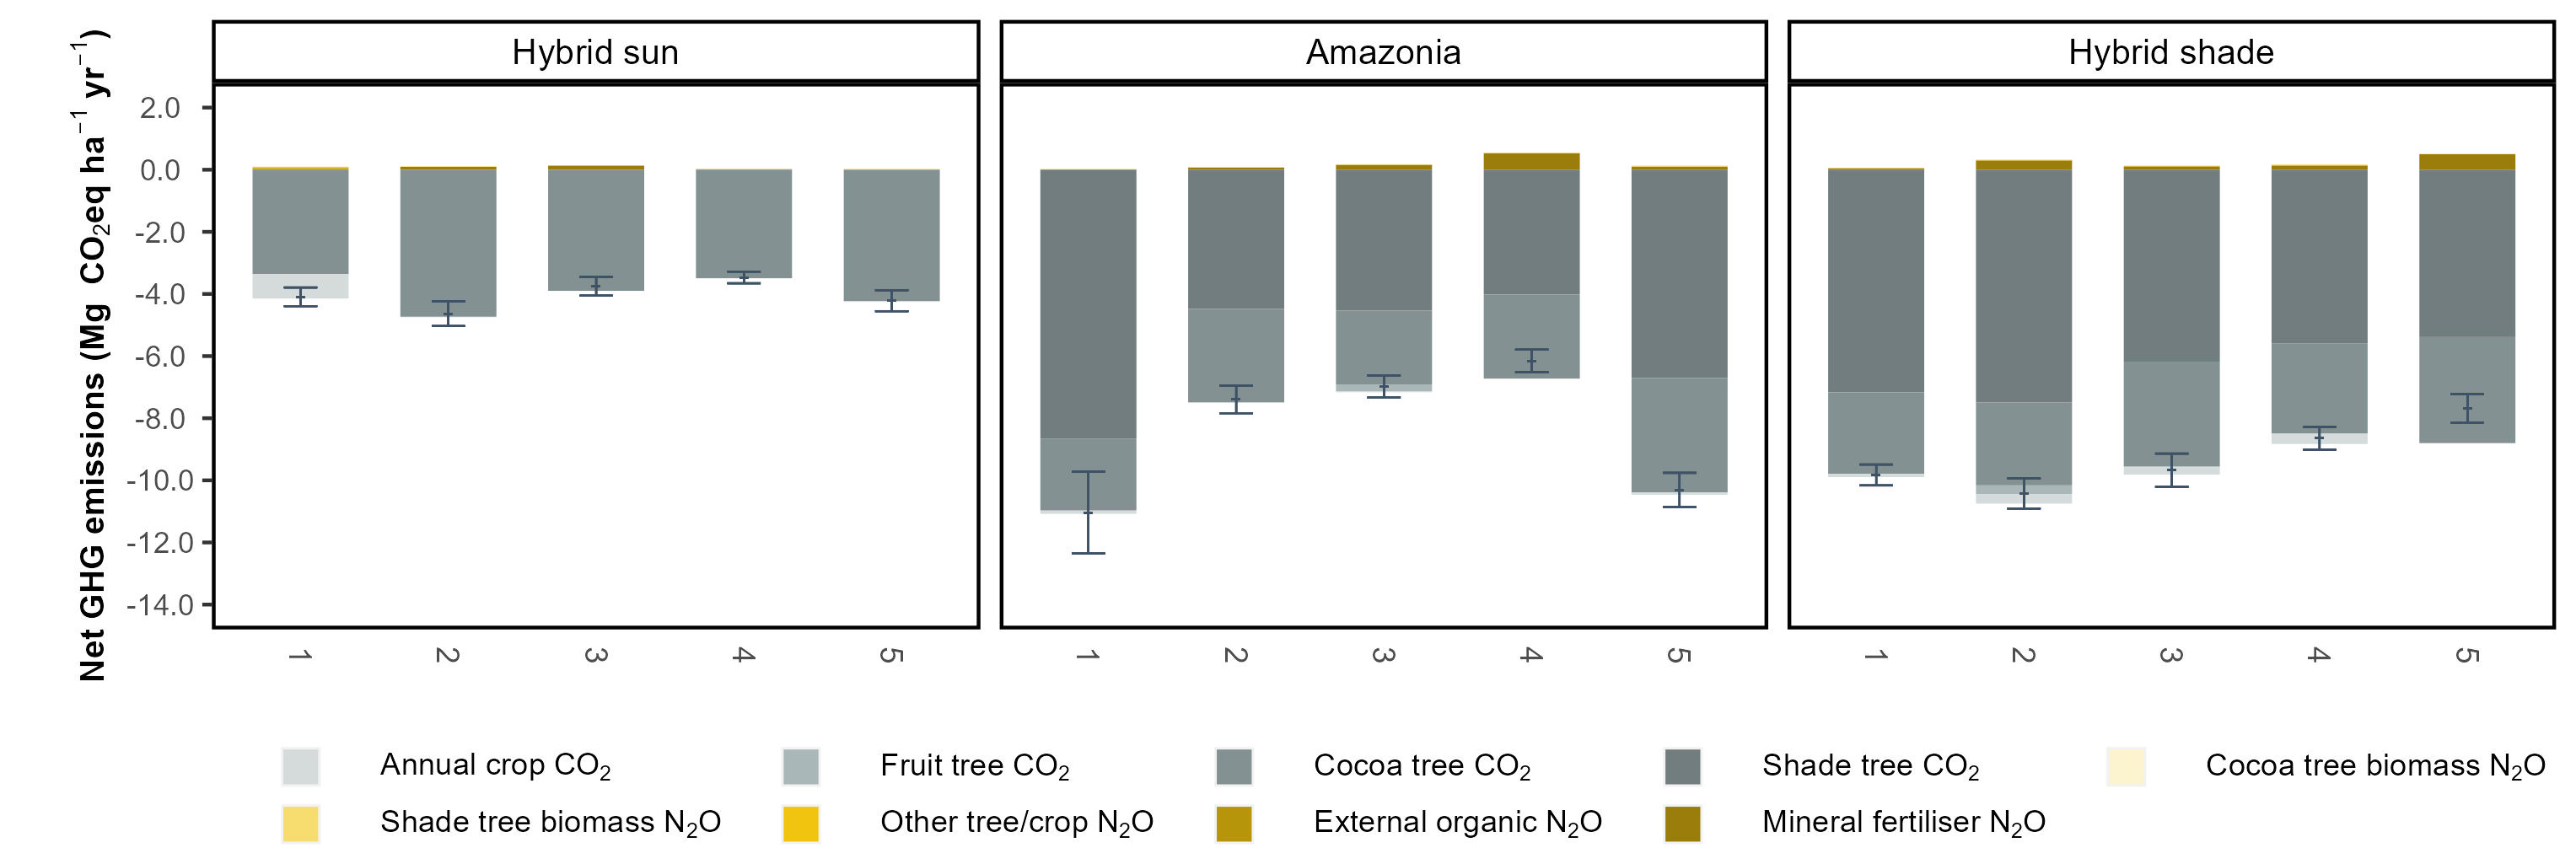 Hybrid sun Amazonia Hybrid shade
Net GHG emissions (Mg CO₂eq ha⁻¹ yr⁻¹)
2.0
0.0
-2.0
-4.0
-6.0
-8.0
-10.0
-12.0
-14.0
1 2 3 4 5 1 2 3 4 5 1 2 3 4 5
Annual crop CO₂ Fruit tree CO₂ Cocoa tree CO₂ Shade tree CO₂ Cocoa tree biomass N₂O
Shade tree biomass N₂O Other tree/crop N₂O External organic N₂O Mineral fertiliser N₂O